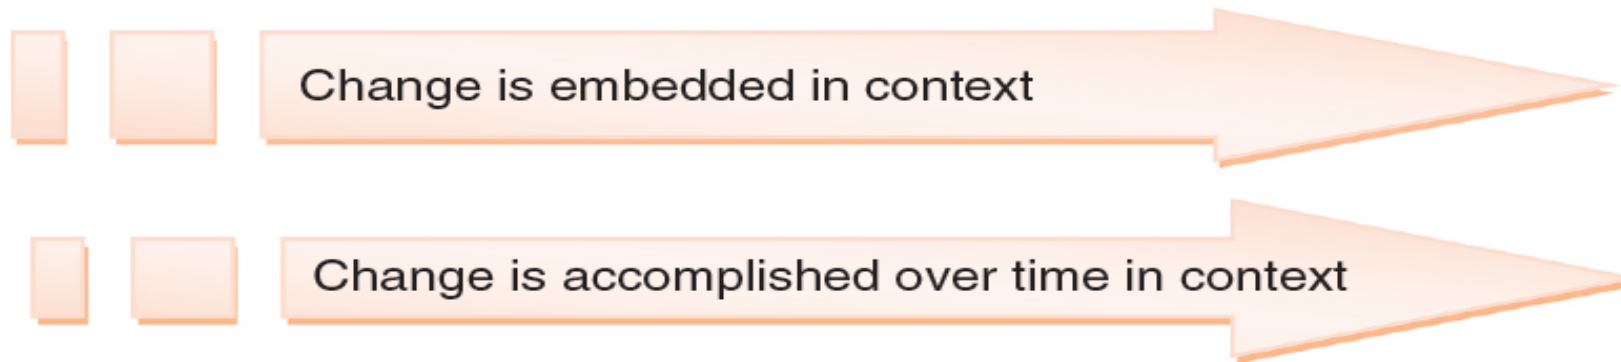 Change is embedded in context
Change is accomplished over time in context